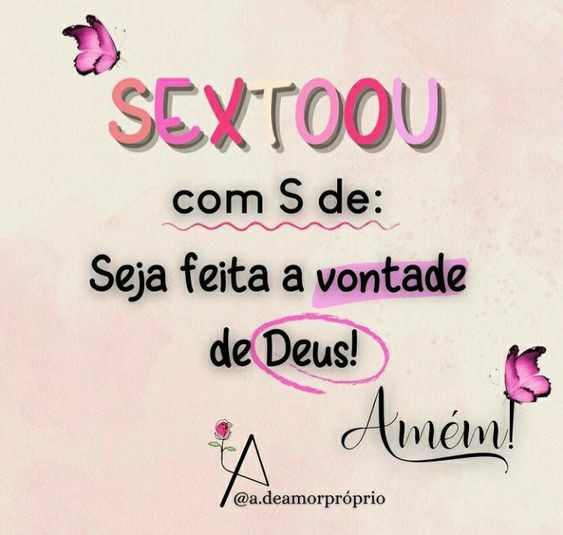 SEXTOOU
com S de:
Seja feita a vontade
de Deus!
Amém!
A
@a.deamorpróprio